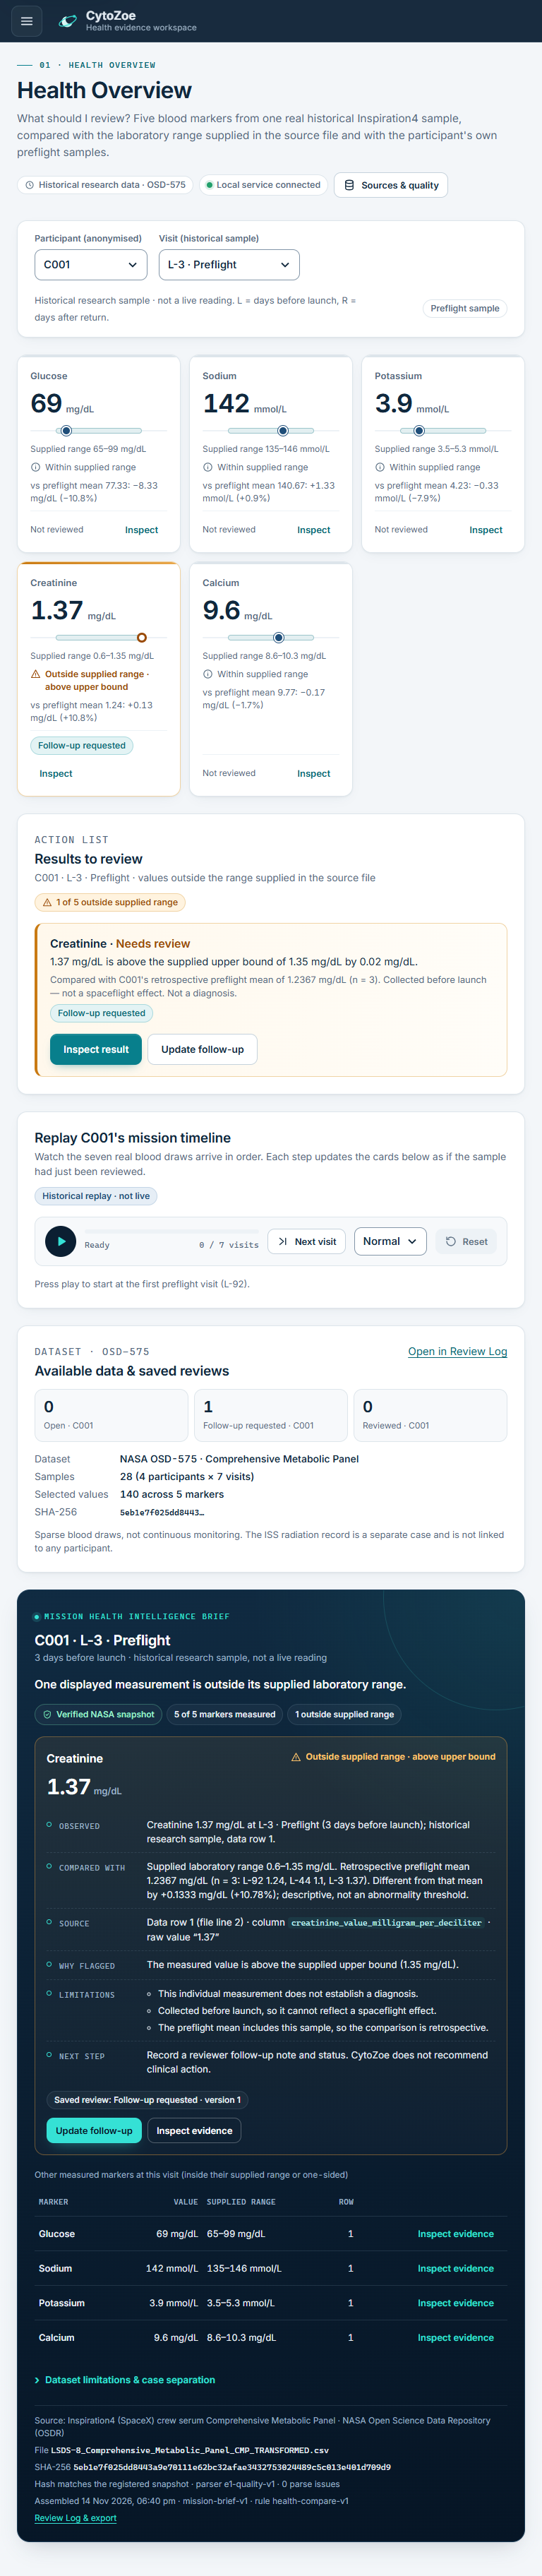 CytoZoe
Health evidence workspace
01 · HEALTH OVERVIEW
Health Overview
What should I review? Five blood markers from one real historical Inspiration4 sample,
compared with the laboratory range supplied in the source file and with the participant's own
preflight samples.
Historical research data · OSD-575
Local service connected
Sources & quality
Participant (anonymised)
Visit (historical sample)
C001
L-3 · Preflight
Historical research sample · not a live reading. L = days before launch, R =
days after return.
Preflight sample
Glucose
69 mg/dL
Supplied range 65–99 mg/dL
Within supplied range
vs preflight mean 77.33: −8.33
mg/dL (−10.8%)
Not reviewed
Inspect
Sodium
142 mmol/L
Supplied range 135–146 mmol/L
Within supplied range
vs preflight mean 140.67: +1.33
mmol/L (+0.9%)
Not reviewed
Inspect
Potassium
3.9 mmol/L
Supplied range 3.5–5.3 mmol/L
Within supplied range
vs preflight mean 4.23: −0.33
mmol/L (−7.9%)
Not reviewed
Inspect
Creatinine
1.37 mg/dL
Supplied range 0.6–1.35 mg/dL
Outside supplied range ·
above upper bound
vs preflight mean 1.24: +0.13
mg/dL (+10.8%)
Follow-up requested
Inspect
Calcium
9.6 mg/dL
Supplied range 8.6–10.3 mg/dL
Within supplied range
vs preflight mean 9.77: −0.17
mg/dL (−1.7%)
Not reviewed
Inspect
ACTION LIST
Results to review
C001 · L-3 · Preflight · values outside the range supplied in the source file
1 of 5 outside supplied range
Creatinine · Needs review
1.37 mg/dL is above the supplied upper bound of 1.35 mg/dL by 0.02 mg/dL.
Compared with C001's retrospective preflight mean of 1.2367 mg/dL (n = 3). Collected before launch
— not a spaceflight effect. Not a diagnosis.
Follow-up requested
Inspect result
Update follow-up
Replay C001's mission timeline
Watch the seven real blood draws arrive in order. Each step updates the cards below as if the sample
had just been reviewed.
Historical replay · not live
Ready
0 / 7 visits
Next visit
Normal
Reset
Press play to start at the first preflight visit (L-92).
DATASET · OSD-575
Open in Review Log
Available data & saved reviews
0
Open · C001
1
Follow-up requested · C001
0
Reviewed · C001
Dataset NASA OSD-575 · Comprehensive Metabolic Panel
Samples 28 (4 participants × 7 visits)
Selected values 140 across 5 markers
SHA-256 5eb1e7f025dd8443…
Sparse blood draws, not continuous monitoring. The ISS radiation record is a separate case and is not linked
to any participant.
MISSION HEALTH INTELLIGENCE BRIEF
C001 · L-3 · Preflight
3 days before launch · historical research sample, not a live reading
One displayed measurement is outside its supplied laboratory range.
Verified NASA snapshot
5 of 5 markers measured
1 outside supplied range
Creatinine
Outside supplied range · above upper bound
1.37 mg/dL
OBSERVED
Creatinine 1.37 mg/dL at L-3 · Preflight (3 days before launch); historical
research sample, data row 1.
COMPARED WITH
Supplied laboratory range 0.6–1.35 mg/dL. Retrospective preflight mean
1.2367 mg/dL (n = 3: L-92 1.24, L-44 1.1, L-3 1.37). Different from that mean
by +0.1333 mg/dL (+10.78%); descriptive, not an abnormality threshold.
SOURCE
Data row 1 (file line 2) · column creatinine_value_milligram_per_deciliter ·
raw value "1.37"
WHY FLAGGED
The measured value is above the supplied upper bound (1.35 mg/dL).
LIMITATIONS
This individual measurement does not establish a diagnosis.
Collected before launch, so it cannot reflect a spaceflight effect.
The preflight mean includes this sample, so the comparison is retrospective.
NEXT STEP
Record a reviewer follow-up note and status. CytoZoe does not recommend
clinical action.
Saved review: Follow-up requested · version 1
Update follow-up
Inspect evidence
Other measured markers at this visit (inside their supplied range or one-sided)
MARKER VALUE SUPPLIED RANGE ROW
Glucose 69 mg/dL 65–99 mg/dL 1 Inspect evidence
Sodium 142 mmol/L 135–146 mmol/L 1 Inspect evidence
Potassium 3.9 mmol/L 3.5–5.3 mmol/L 1 Inspect evidence
Calcium 9.6 mg/dL 8.6–10.3 mg/dL 1 Inspect evidence
Dataset limitations & case separation
Source: Inspiration4 (SpaceX) crew serum Comprehensive Metabolic Panel · NASA Open Science Data Repository
(OSDR)
File LSDS-8_Comprehensive_Metabolic_Panel_CMP_TRANSFORMED.csv
SHA-256 5eb1e7f025dd8443a9e70111e62bc32afae3432753024489c5c013e401d709d9
Hash matches the registered snapshot · parser e1-quality-v1 · 0 parse issues
Assembled 14 Nov 2026, 06:40 pm · mission-brief-v1 · rule health-compare-v1
Review Log & export